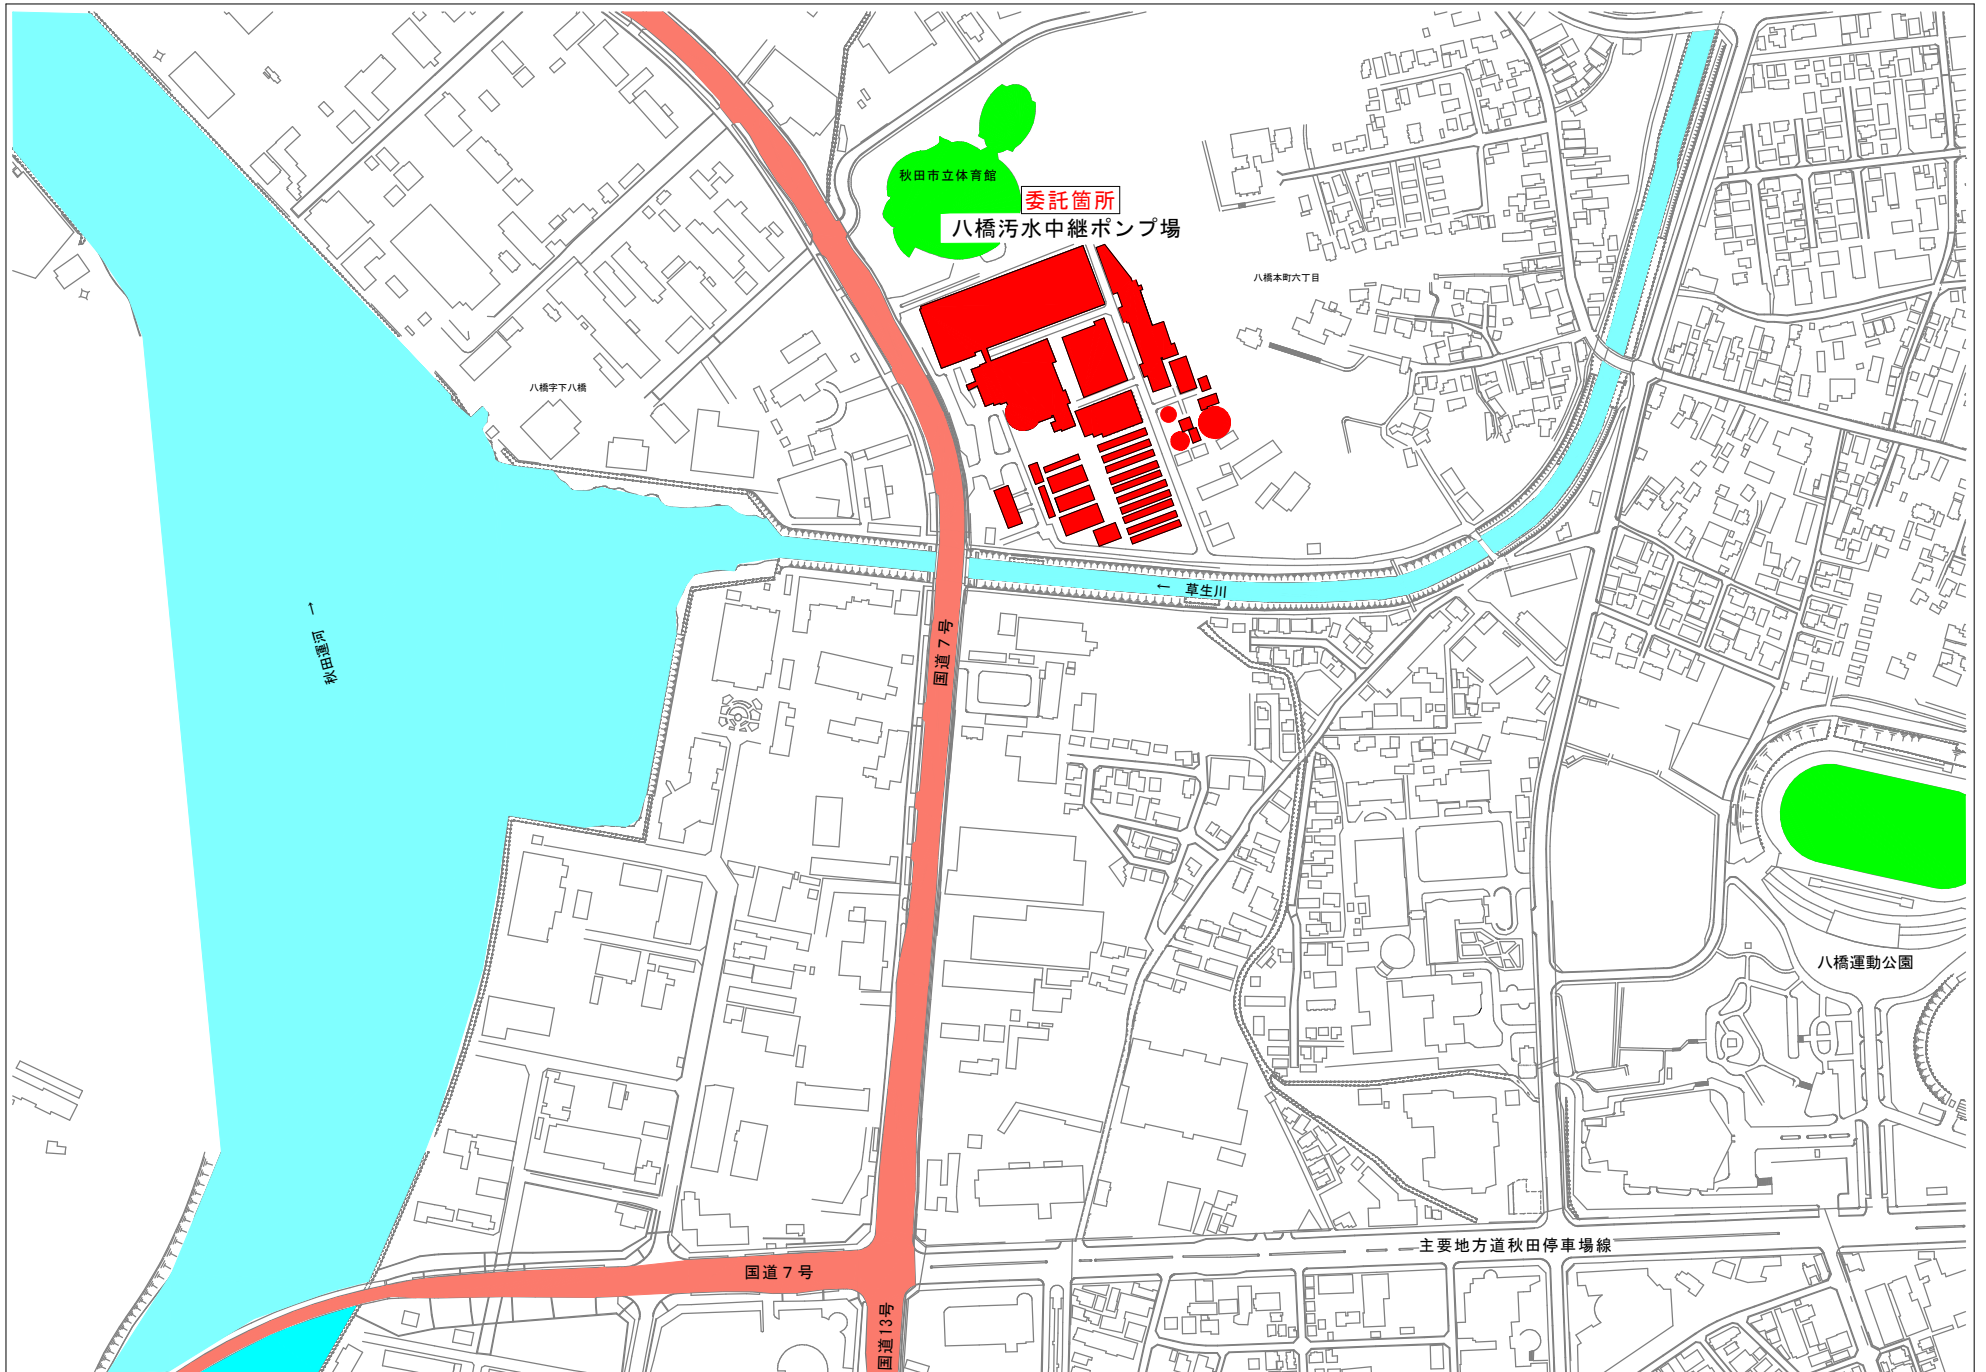 秋田市立体育館
委託箇所
八橋汚水中継ポンプ場
八橋本町六丁目
八橋字下八橋
← 草生川
秋田運河 →
国道7号
八橋運動公園
主要地方道秋田停車場線
国道7号
国道13号